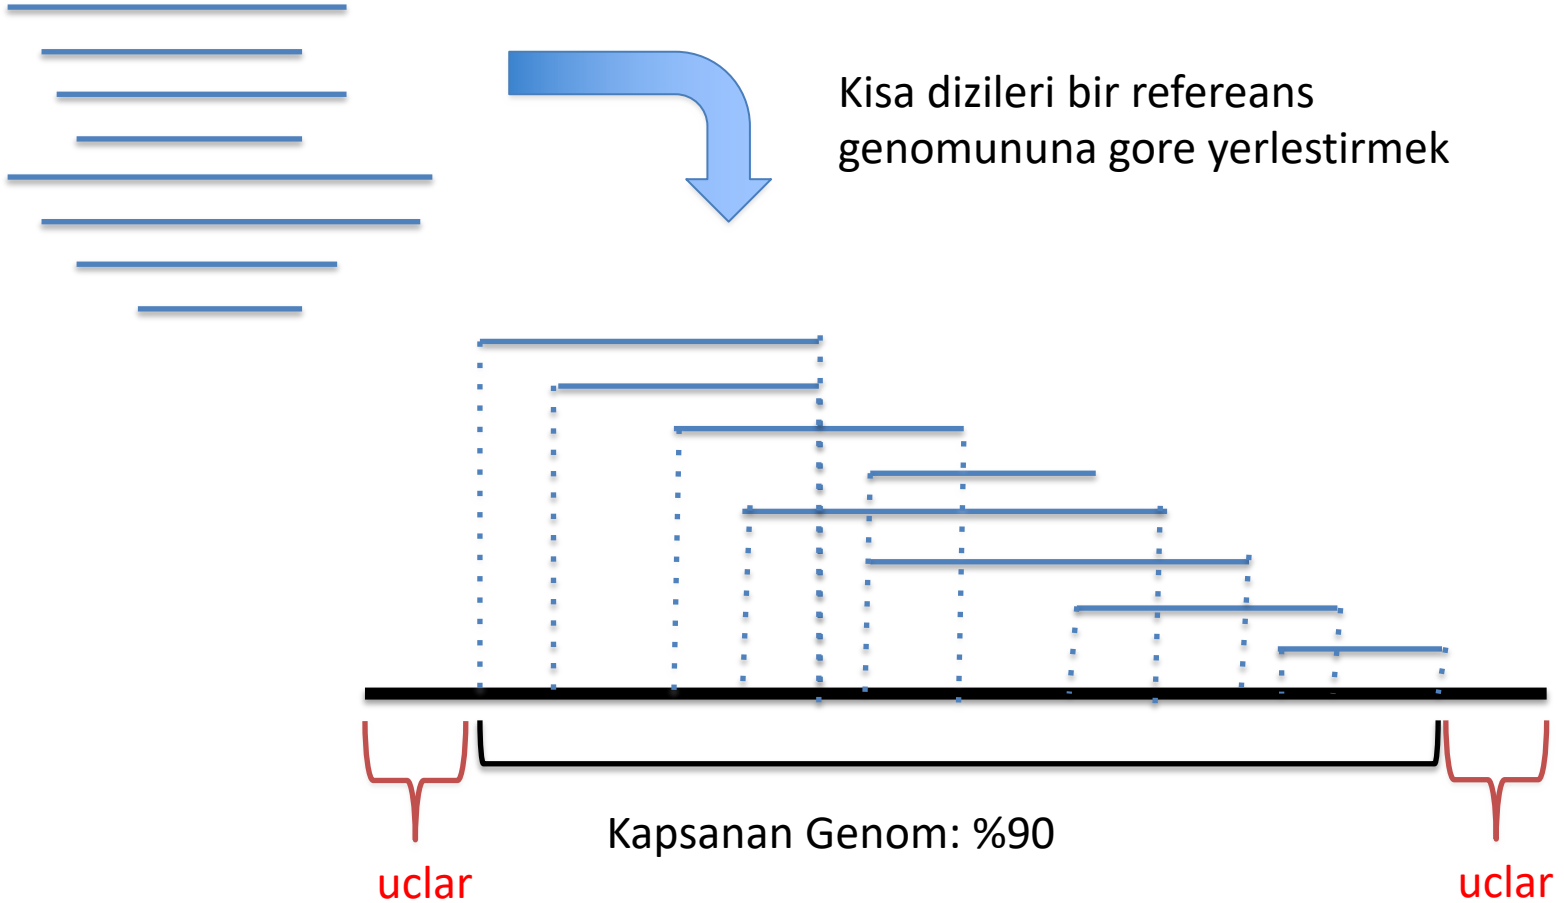 Kisa dizileri bir refereans
genomununa gore yerlestirmek
Kapsanan Genom: %90
uclar
uclar